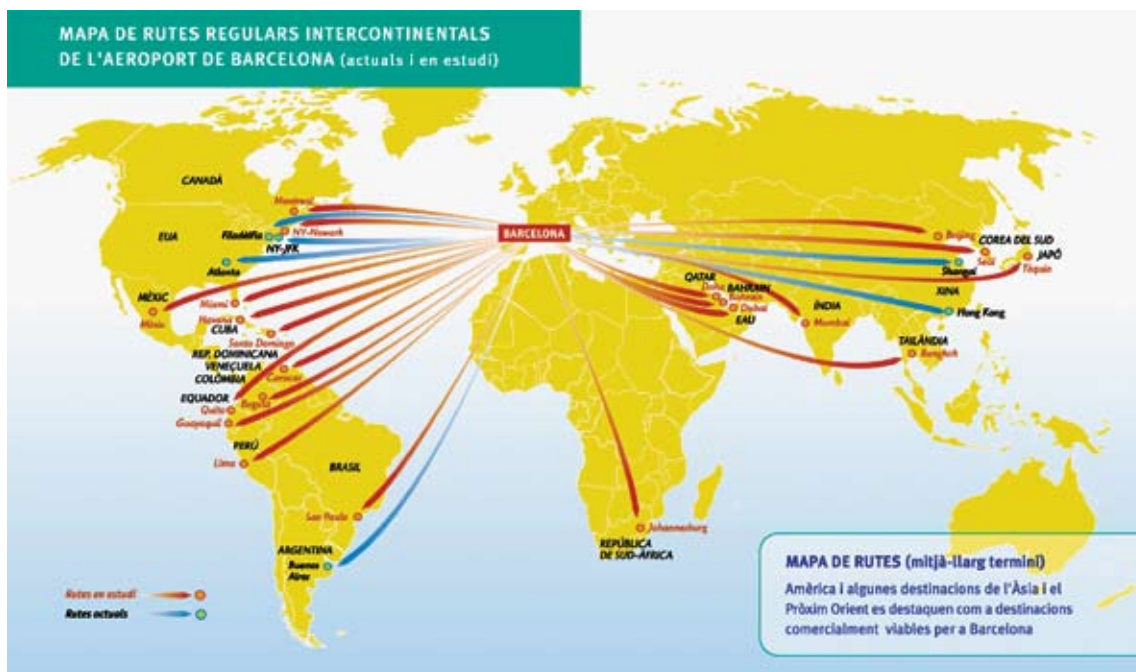 MAPA DE RUTES REGULARS INTERCONTINENTALS
DE L'AEROPORT DE BARCELONA (actuals i en estudi)
CANADÀ
Montreal
EUA
Filadèlfia
NY-Newark
NY-JFK
Atlanta
BARCELONA
MÈXIC
Mèxic
Miami
Havana
CUBA
Santo Domingo
REP. DOMINICANA
VENEÇUELA
Caracas
COLÒMBIA
EQUADOR
Bogotà
Quito
Guayaquil
PERÚ
Lima
BRASIL
Sao Paulo
ARGENTINA
Buenos
Aires
Beijing
COREA DEL SUD
Seül
JAPÓ
Tòquio
Shangai
XINA
Hong Kong
QATAR
Doha
BAHRAIN
Bahrain
Dubai
EAU
ÍNDIA
Mumbai
TAILÀNDIA
Bangkok
Johannesburg
REPÚBLICA
DE SUD-ÀFRICA
Rutes en estudi
Rutes actuals
MAPA DE RUTES (mitjà-llarg termini)
Amèrica i algunes destinacions de l'Àsia i el
Pròxim Orient es destaquen com a destinacions
comercialment viables per a Barcelona